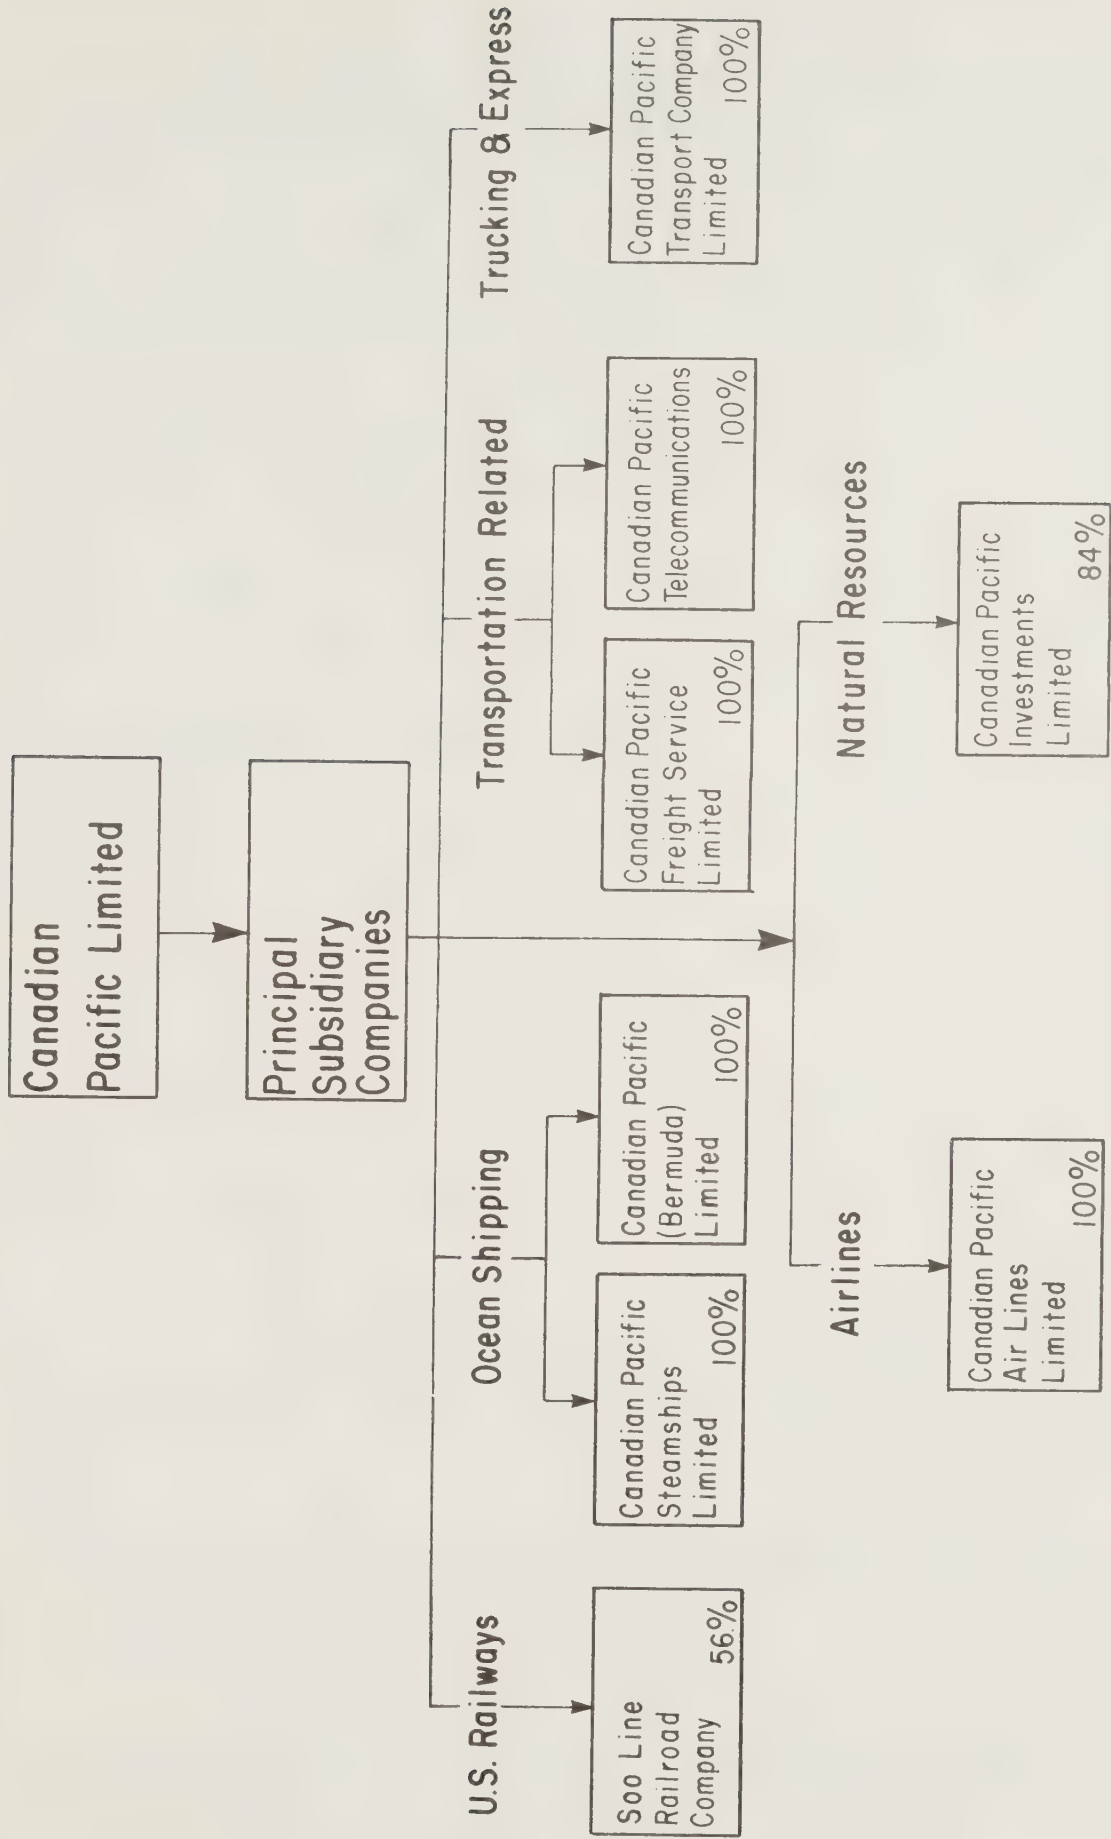 Canadian
Pacific Limited
Principal
Subsidiary
Companies
U.S. Railways
Ocean Shipping
Transportation Related
Trucking & Express
Soo Line
Railroad
Company
56%
Canadian Pacific
Steamships
Limited
100%
Canadian Pacific
(Bermuda)
Limited
100%
Canadian Pacific
Freight Service
Limited
100%
Canadian Pacific
Telecommunications
100%
Canadian Pacific
Transport Company
Limited
100%
Airlines
Natural Resources
Canadian Pacific
Air Lines
Limited
100%
Canadian Pacific
Investments
Limited
84%